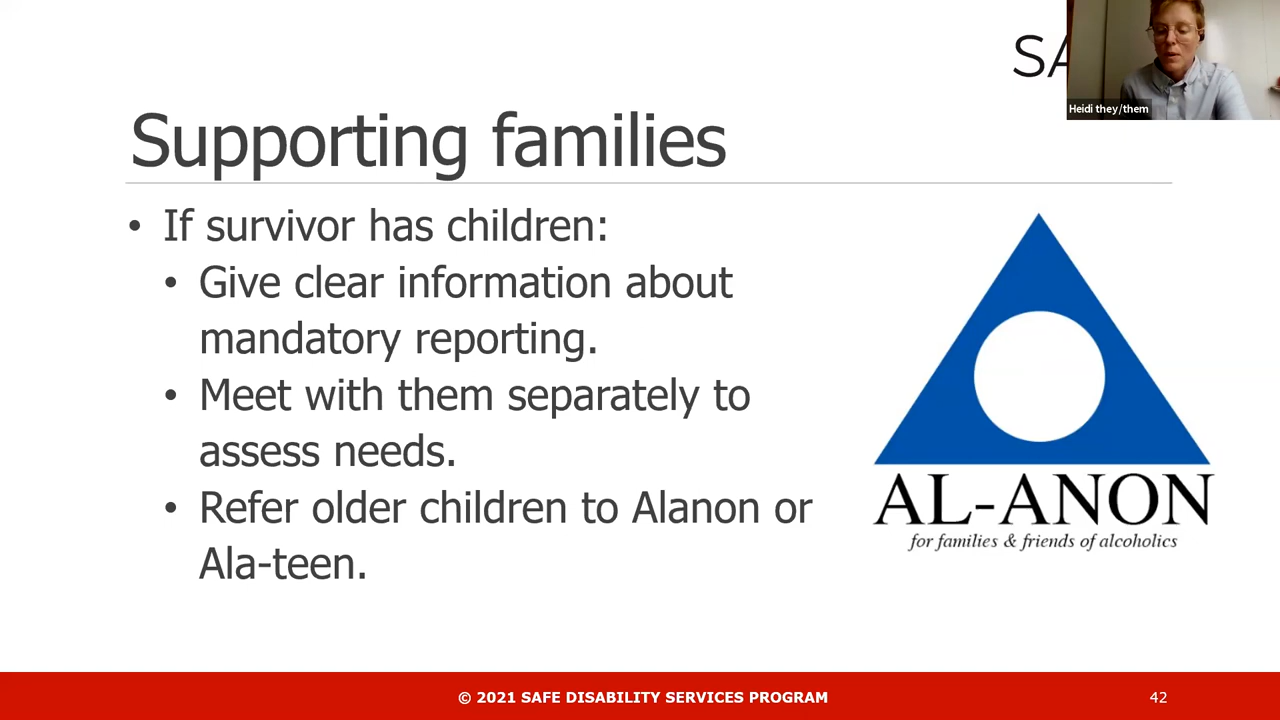 SA
Heidi they/them
Supporting families
• If survivor has children:
• Give clear information about
mandatory reporting.
• Meet with them separately to
assess needs.
• Refer older children to Alanon or
Ala-teen.
AL-ANON
for families & friends of alcoholics
© 2021 SAFE DISABILITY SERVICES PROGRAM
42